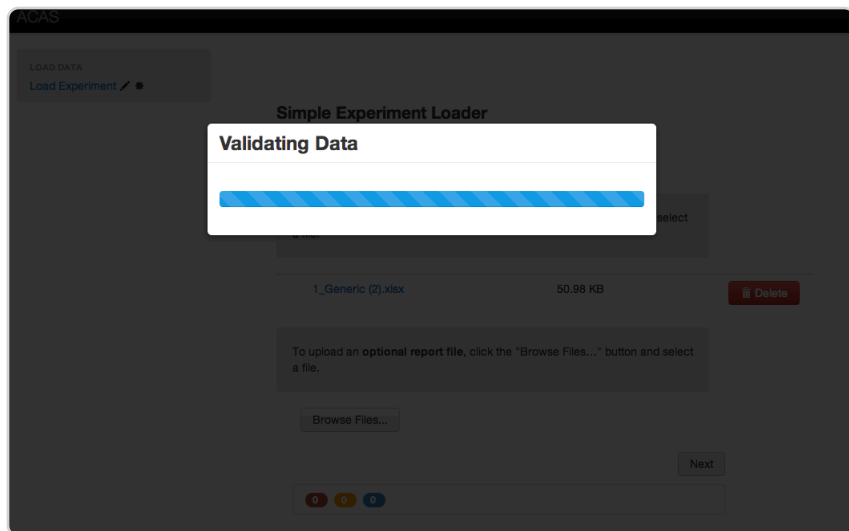 ACAS
LOAD DATA
Load Experiment
Simple Experiment Loader
Validating Data
select
1_Generic (2).xlsx 50.98 KB Delete
To upload an optional report file, click the "Browse Files..." button and select
a file.
Browse Files...
Next
0 0 0